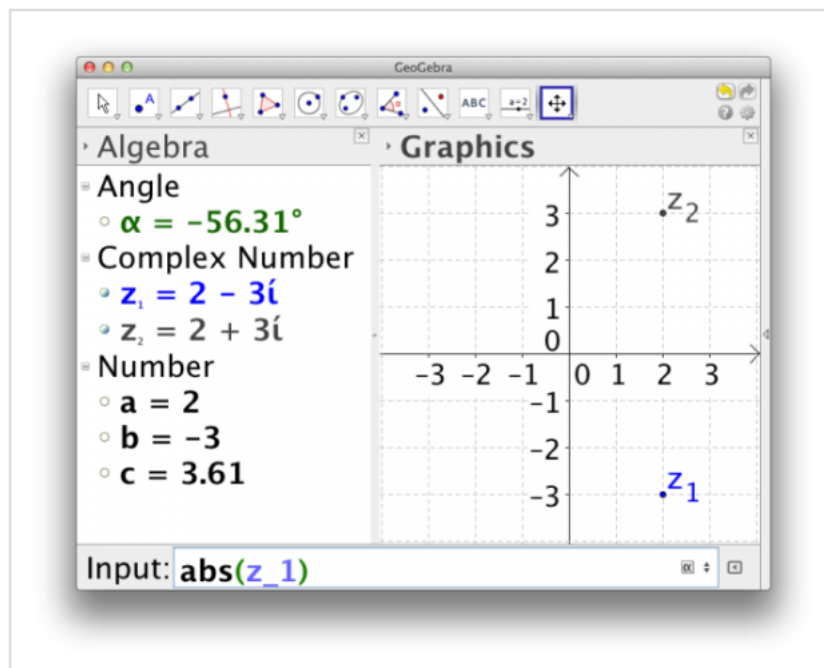 GeoGebra
A
ABC
a=2
Algebra
Graphics
Angle
α = −56.31°
Complex Number
z₁ = 2 − 3í
z₂ = 2 + 3í
Number
a = 2
b = −3
c = 3.61
z₂
3
2
1
0
−3 −2 −1 0 1 2 3
−1
−2
−3
z₁
Input: abs(z_1)
α